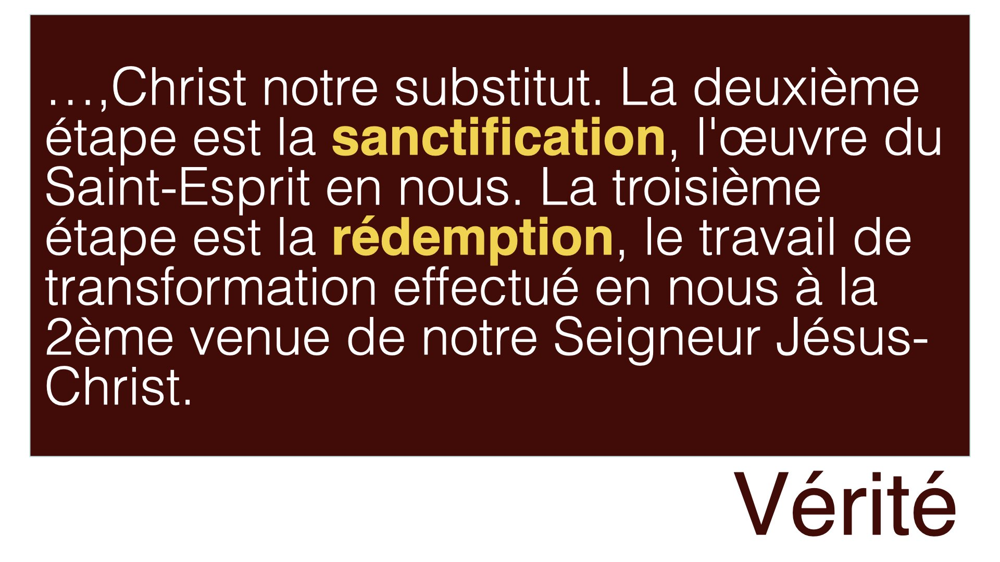 …,Christ notre substitut. La deuxième
étape est la sanctification, l'œuvre du
Saint-Esprit en nous. La troisième
étape est la rédemption, le travail de
transformation effectué en nous à la
2ème venue de notre Seigneur Jésus-
Christ.
Vérité